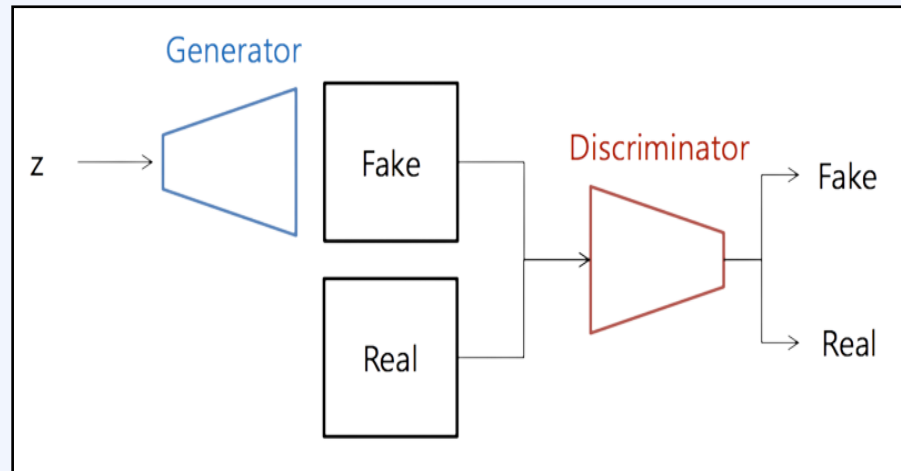 Generator
z
Fake
Discriminator
Fake
Real
Real